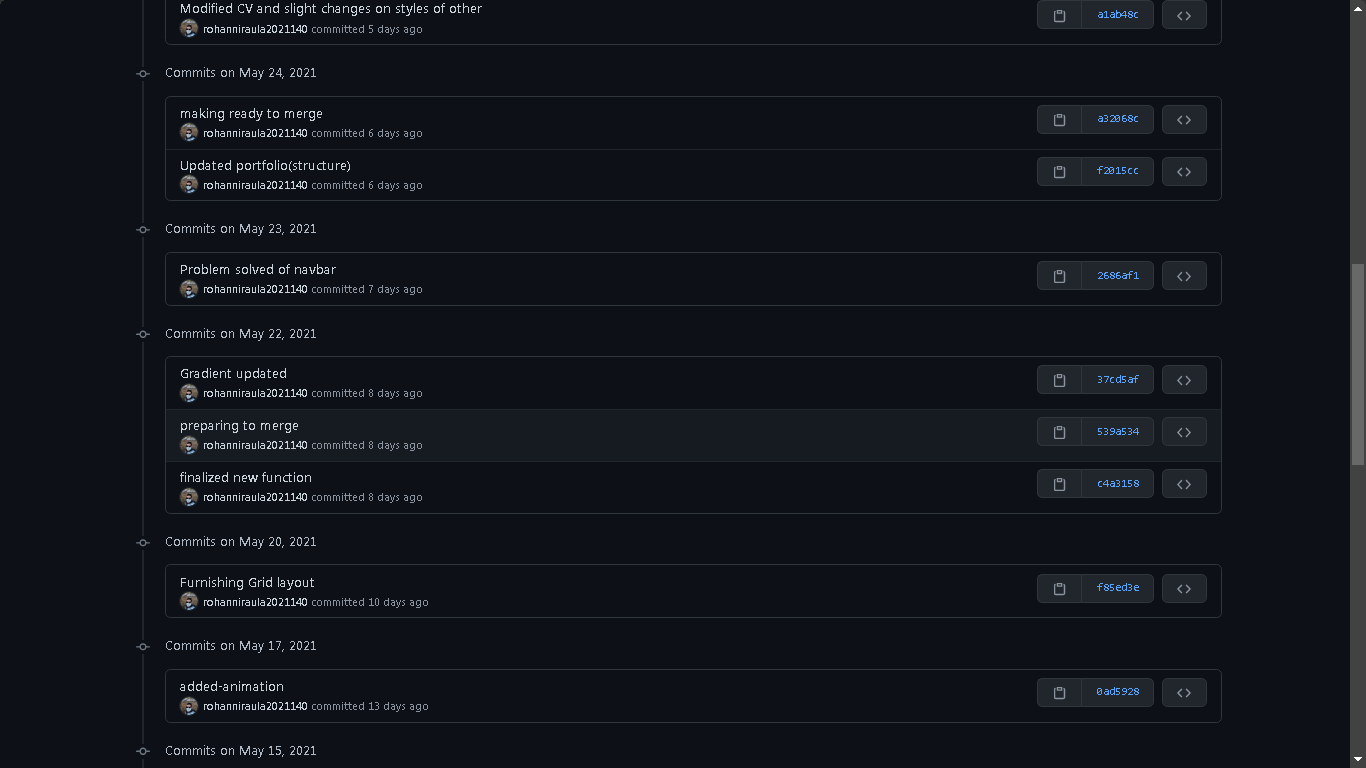 Modified CV and slight changes on styles of other
a1ab48c
rohanniraula2021140 committed 5 days ago
Commits on May 24, 2021
making ready to merge
a32068c
rohanniraula2021140 committed 6 days ago
Updated portfolio(structure)
f2015cc
rohanniraula2021140 committed 6 days ago
Commits on May 23, 2021
Problem solved of navbar
2686af1
rohanniraula2021140 committed 7 days ago
Commits on May 22, 2021
Gradient updated
37cd5af
rohanniraula2021140 committed 8 days ago
preparing to merge
539a534
rohanniraula2021140 committed 8 days ago
finalized new function
c4a3158
rohanniraula2021140 committed 8 days ago
Commits on May 20, 2021
Furnishing Grid layout
f85ed3e
rohanniraula2021140 committed 10 days ago
Commits on May 17, 2021
added-animation
0ad5928
rohanniraula2021140 committed 13 days ago
Commits on May 15, 2021